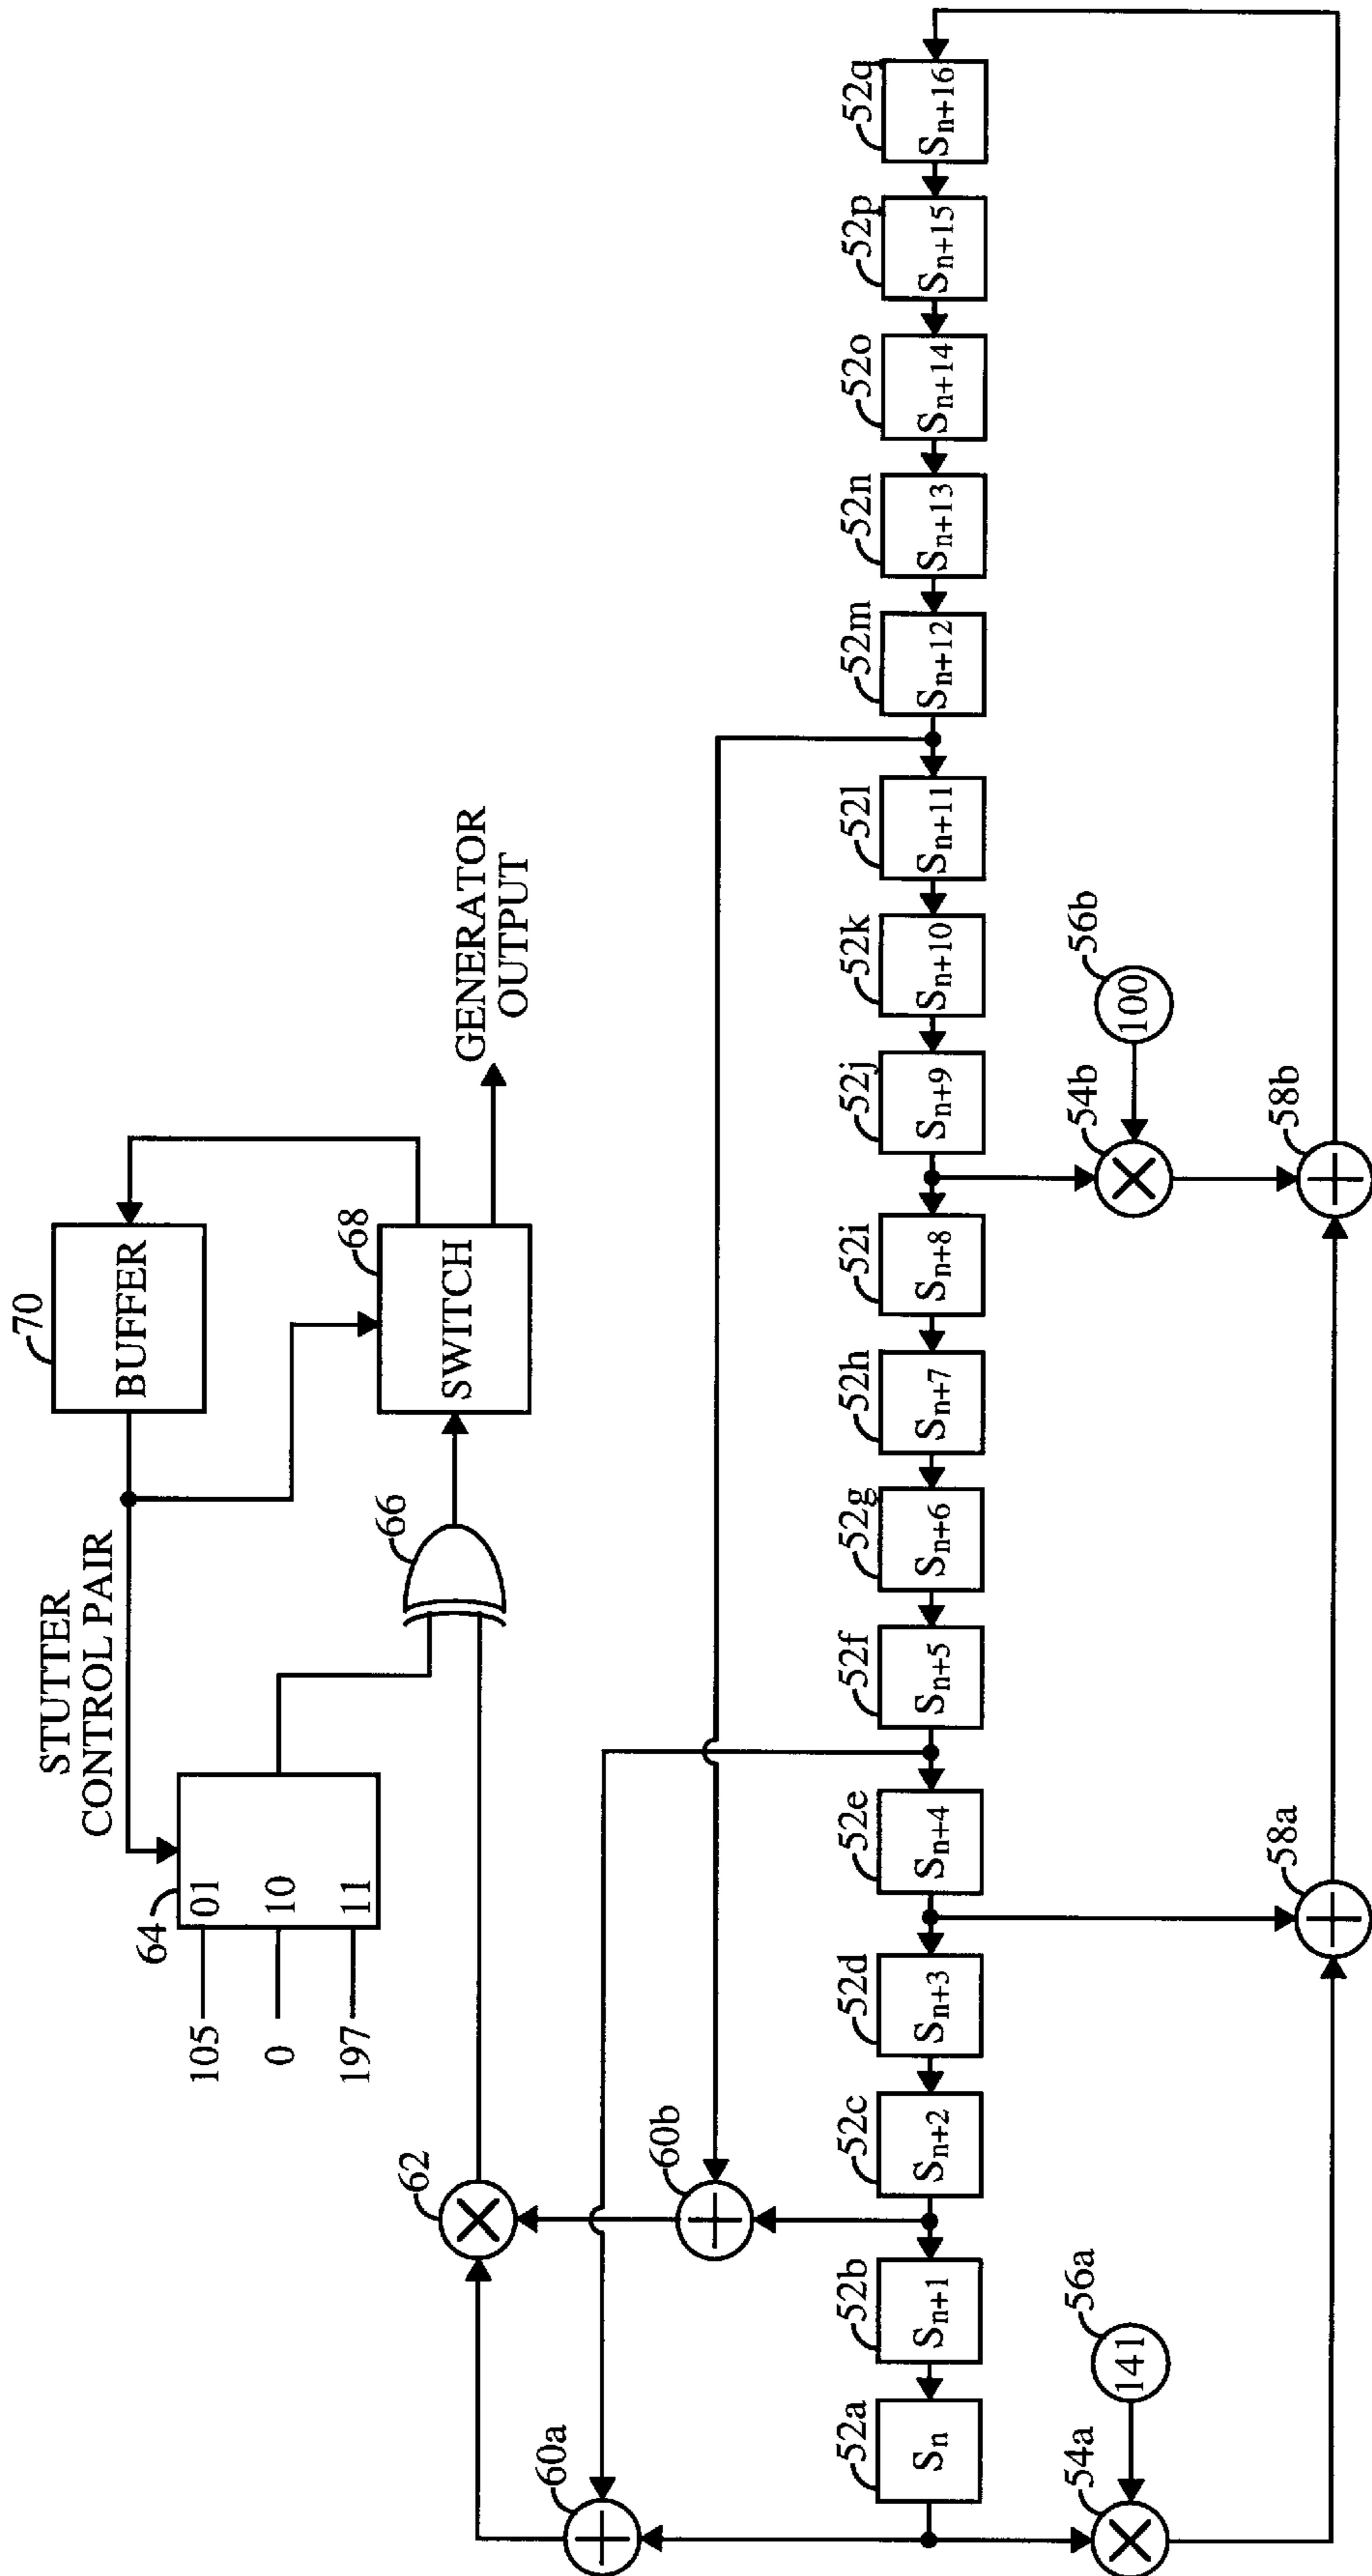 70
BUFFER
STUTTER
CONTROL PAIR
64
01
10
11
105
0
197
66
68
SWITCH
GENERATOR
OUTPUT
62
60a
60b
52a
52b
52c
52d
52e
52f
52g
52h
52i
52j
52k
52l
52m
52n
52o
52p
52q
Sn
Sn+1
Sn+2
Sn+3
Sn+4
Sn+5
Sn+6
Sn+7
Sn+8
Sn+9
Sn+10
Sn+11
Sn+12
Sn+13
Sn+14
Sn+15
Sn+16
54a
56a
141
58a
54b
56b
100
58b